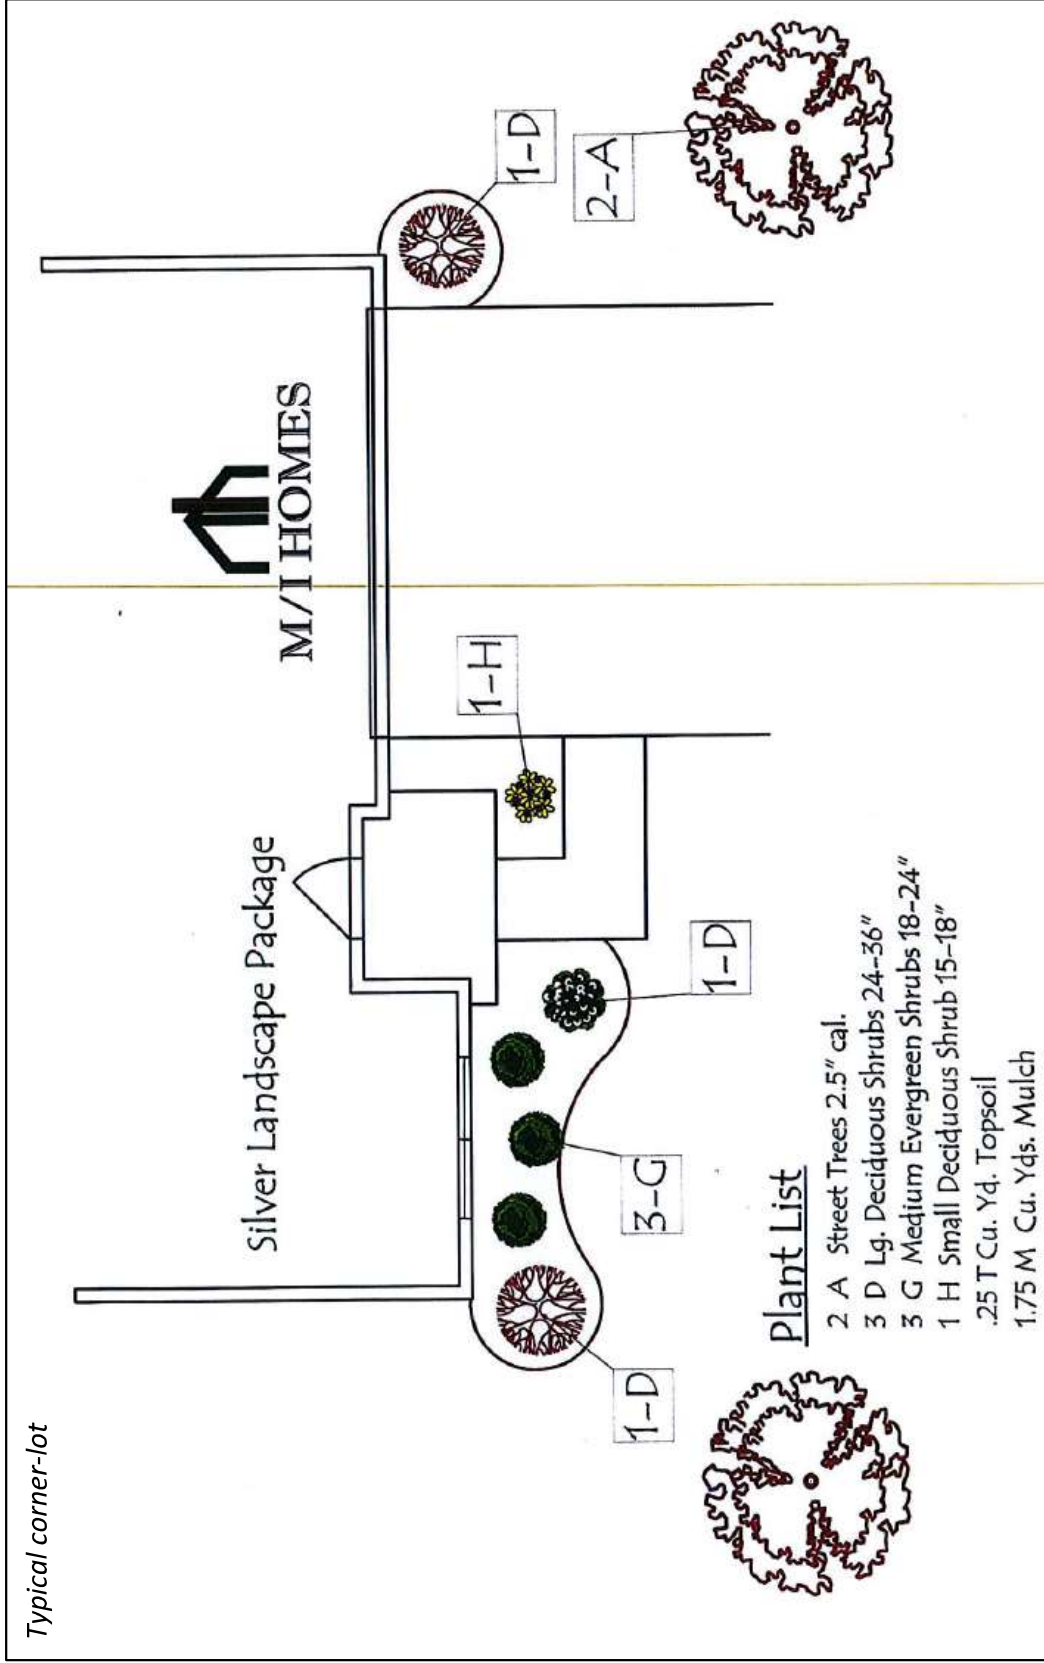 Typical corner-lot
Silver Landscape Package
M/I HOMES
1-D
2-A
1-H
1-D
3-G
1-D
Plant List
2 A Street Trees 2.5" cal.
3 D Lg. Deciduous Shrubs 24-36"
3 G Medium Evergreen Shrubs 18-24"
1 H Small Deciduous Shrub 15-18"
.25 T Cu. Yd. Topsoil
1.75 M Cu. Yds. Mulch